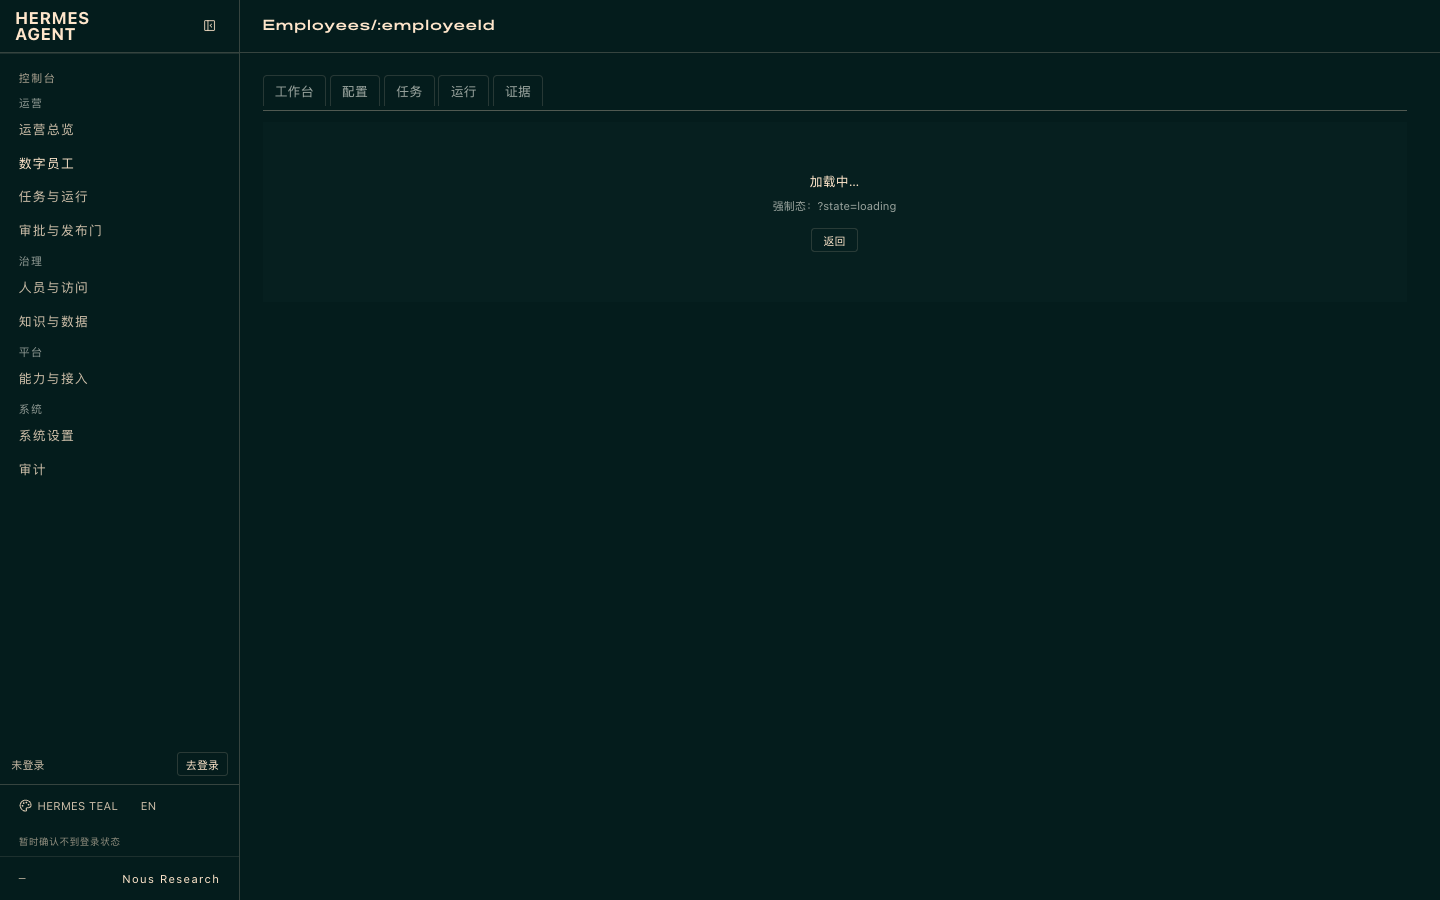 HERMES
AGENT
Employees/:employeeId
控制台
运营
运营总览
数字员工
任务与运行
审批与发布门
治理
人员与访问
知识与数据
平台
能力与接入
系统
系统设置
审计
工作台
配置
任务
运行
证据
加载中...
强制态：?state=loading
返回
未登录
去登录
HERMES TEAL
EN
暂时确认不到登录状态
—
Nous Research